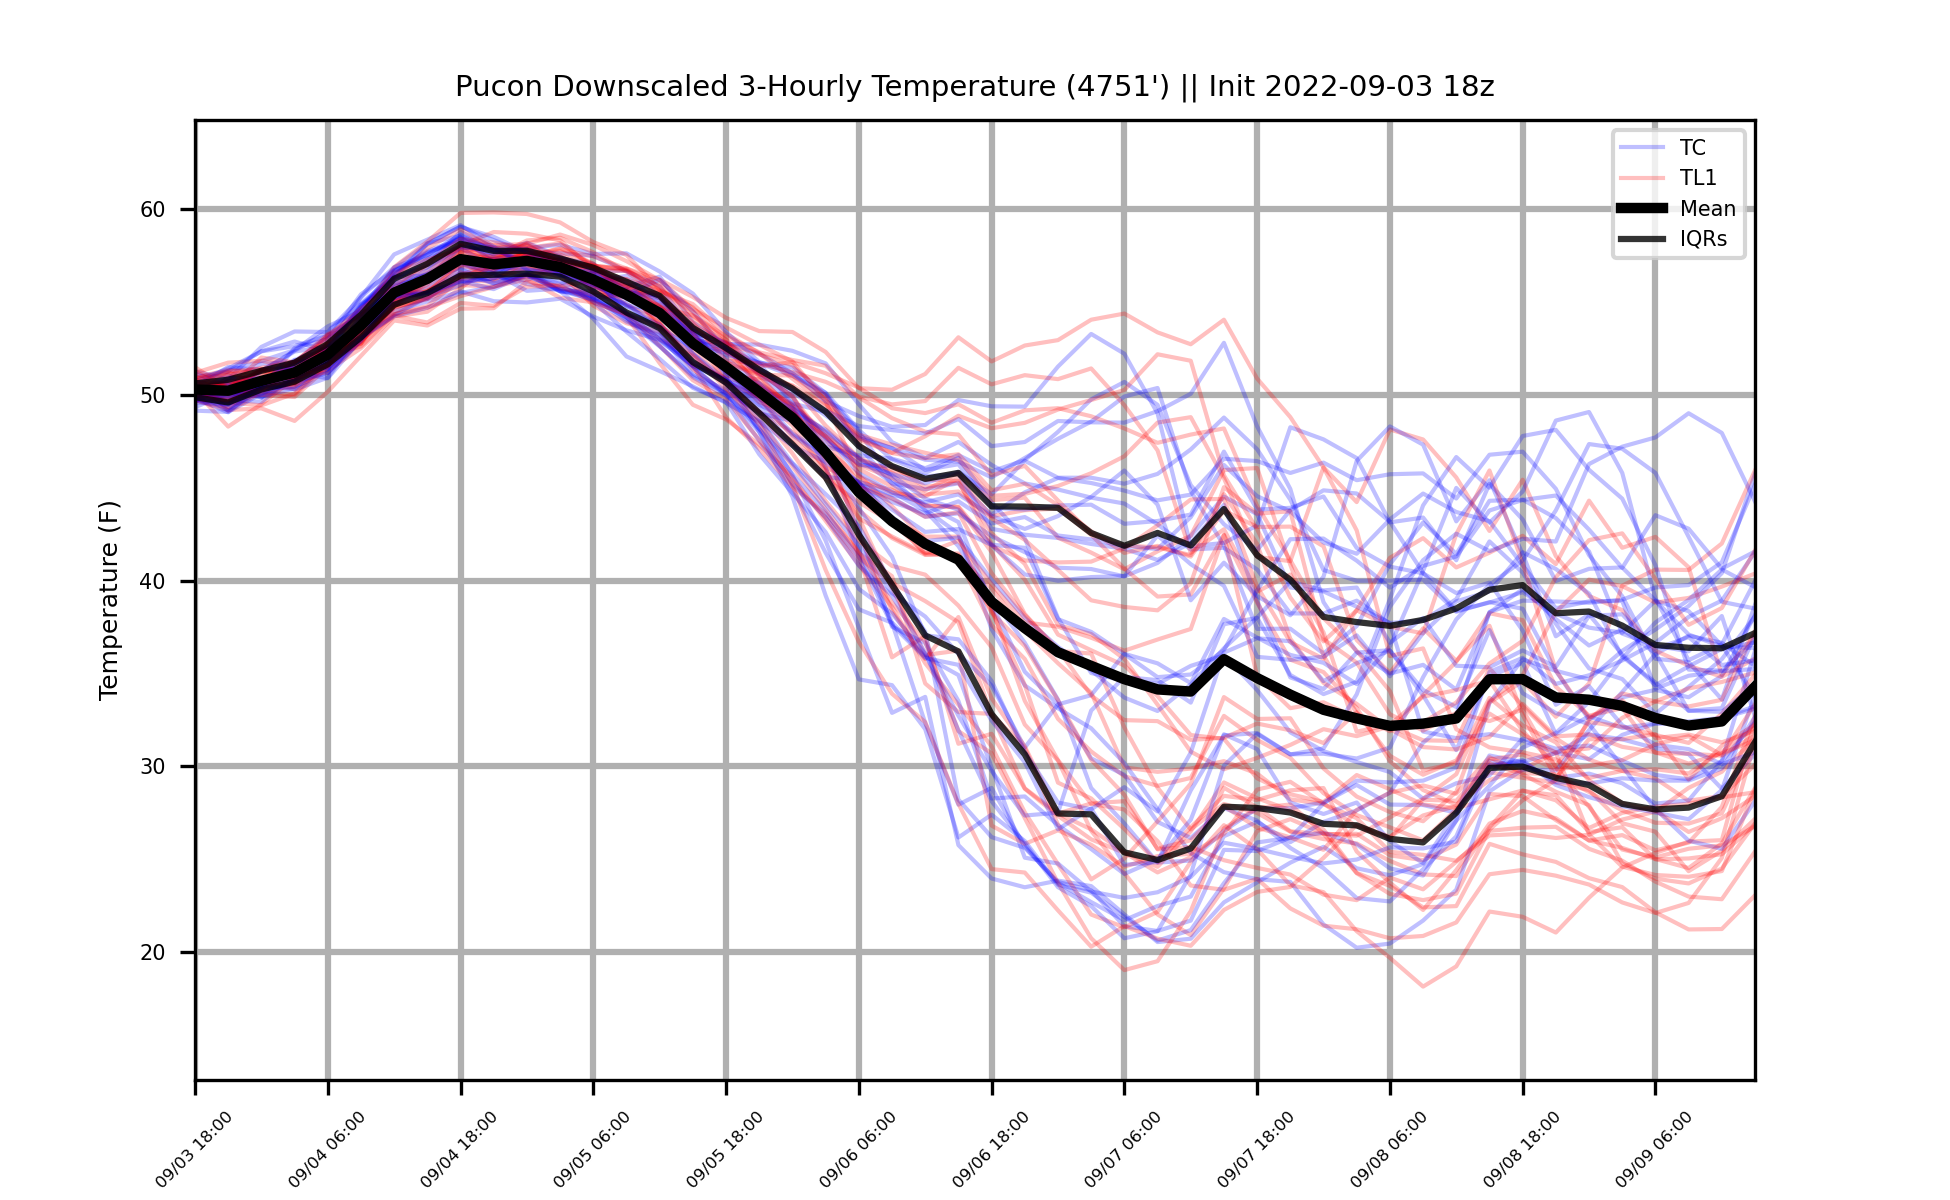 Pucon Downscaled 3-Hourly Temperature (4751') || Init 2022-09-03 18z
TC
TL1
Mean
IQRs
Temperature (F)
60
50
40
30
20
09/03 18:00
09/04 06:00
09/04 18:00
09/05 06:00
09/05 18:00
09/06 06:00
09/06 18:00
09/07 06:00
09/07 18:00
09/08 06:00
09/08 18:00
09/09 06:00